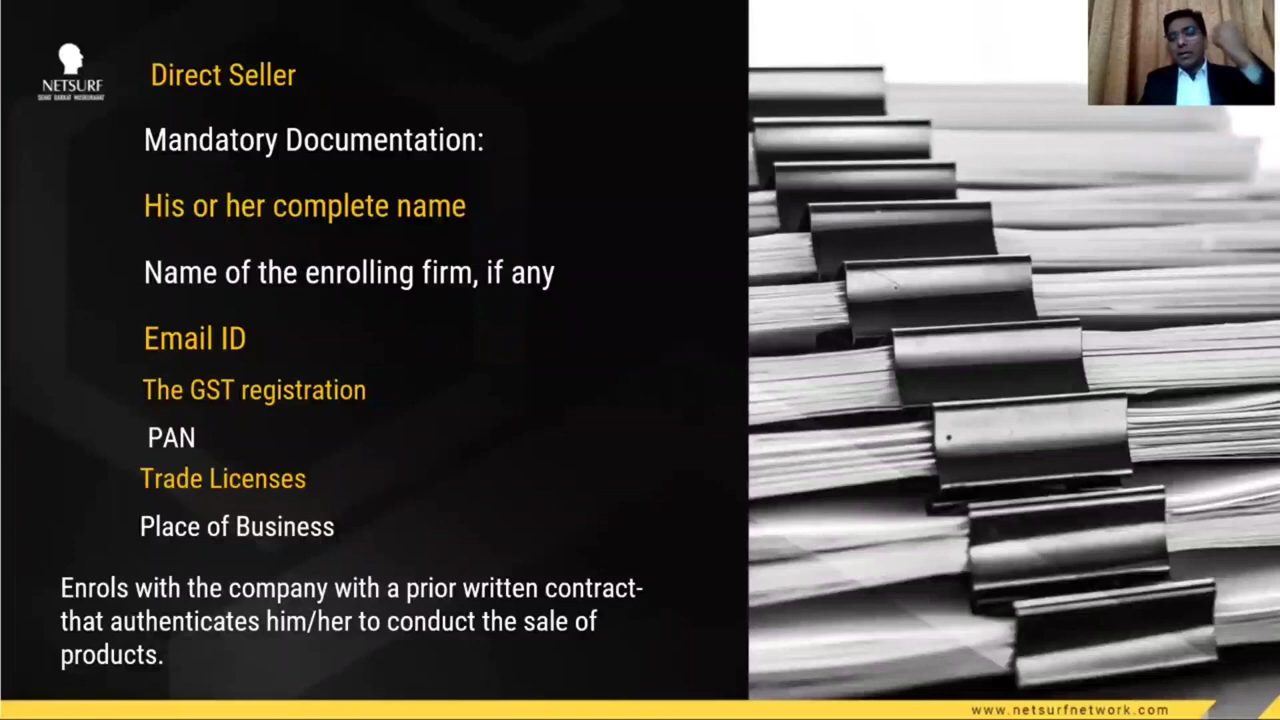 NETSURF
Direct Seller
Mandatory Documentation:
His or her complete name
Name of the enrolling firm, if any
Email ID
The GST registration
PAN
Trade Licenses
Place of Business
Enrols with the company with a prior written contract-
that authenticates him/her to conduct the sale of
products.
www.netsurfnetwork.com